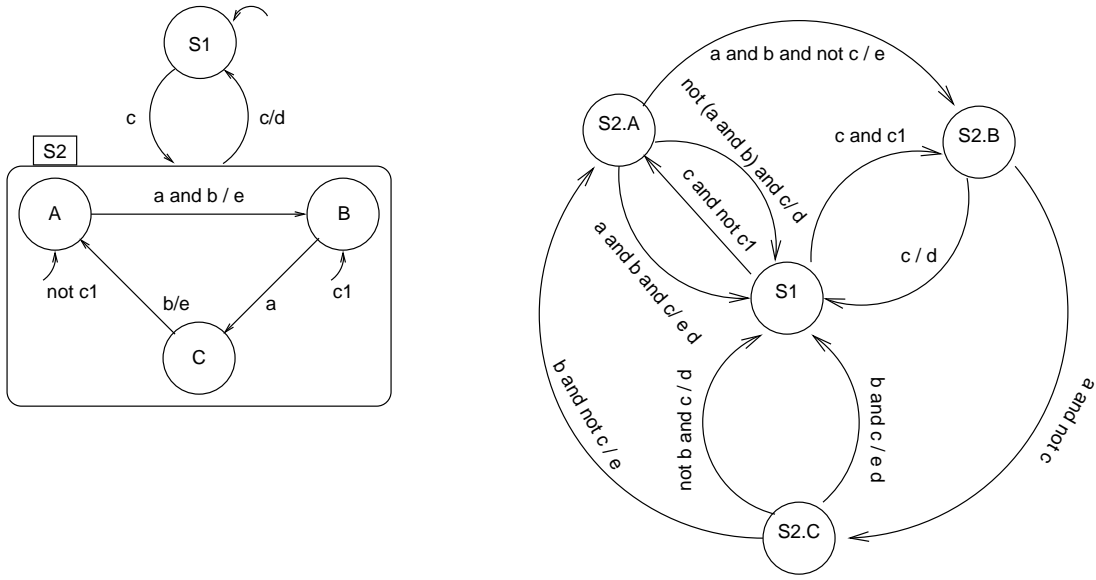 S1
c
c/d
S2
a and b / e
A
B
not c1
b/e
a
c1
C
a and b and not c / e
not (a and b) and c/ d
S2.A
S2.B
c and c1
c and not c1
a and b and c/ e d
c / d
S1
b and not c / e
not b and c / d
b and c / e d
a and not c
S2.C